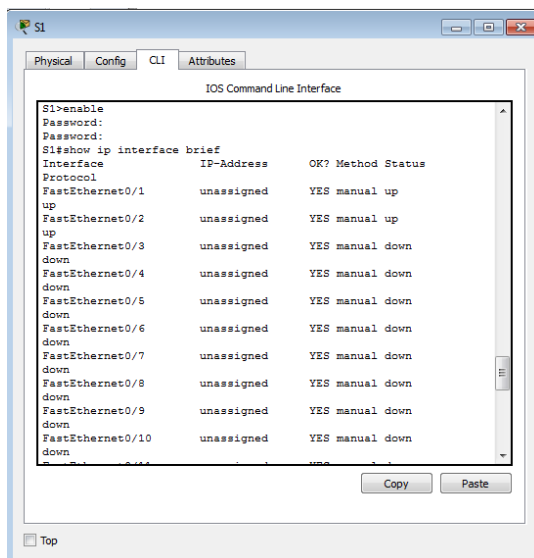 S1
Physical Config CLI Attributes
IOS Command Line Interface
S1>enable
Password:
Password:
S1#show ip interface brief
Interface IP-Address OK? Method Status
Protocol
FastEthernet0/1 unassigned YES manual up
up
FastEthernet0/2 unassigned YES manual up
up
FastEthernet0/3 unassigned YES manual down
down
FastEthernet0/4 unassigned YES manual down
down
FastEthernet0/5 unassigned YES manual down
down
FastEthernet0/6 unassigned YES manual down
down
FastEthernet0/7 unassigned YES manual down
down
FastEthernet0/8 unassigned YES manual down
down
FastEthernet0/9 unassigned YES manual down
down
FastEthernet0/10 unassigned YES manual down
down
Copy Paste
Top